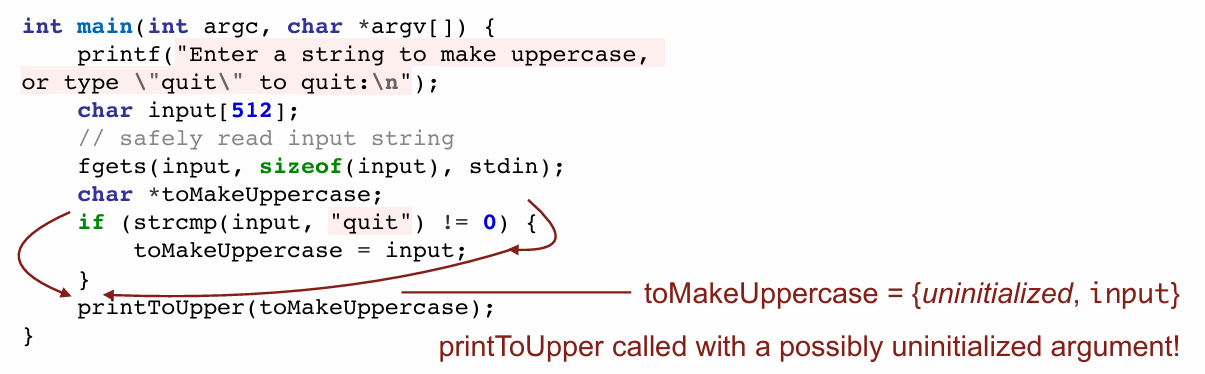 int main(int argc, char *argv[]) {
    printf("Enter a string to make uppercase,
or type \"quit\" to quit:\n");
    char input[512];
    // safely read input string
    fgets(input, sizeof(input), stdin);
    char *toMakeUppercase;
    if (strcmp(input, "quit") != 0) {
        toMakeUppercase = input;
    }
    printToUpper(toMakeUppercase);
}
toMakeUppercase = {uninitialized, input}
printToUpper called with a possibly uninitialized argument!